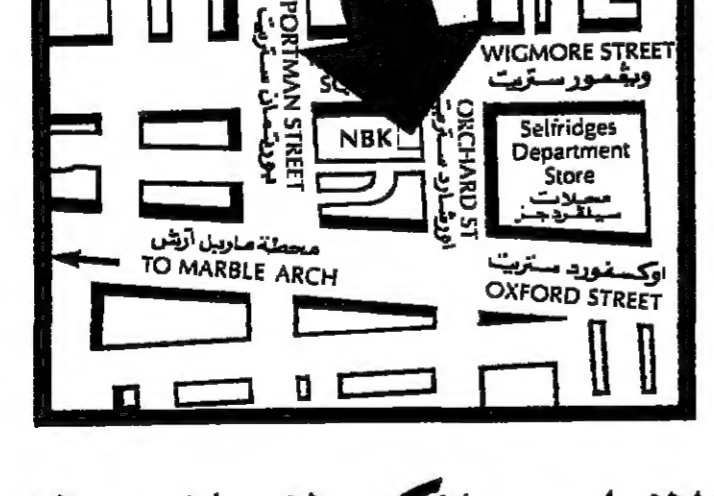 PORTMAN STREET
بورتمان ستريت
WIGMORE STREET
ويغمور ستريت
NBK
ORCHARD ST
اورشارد ستريت
Selfridges
Department
Store
محلات
سيلفردجز
محطة ماربل آرش
TO MARBLE ARCH
اوكسفورد ستريت
OXFORD STREET